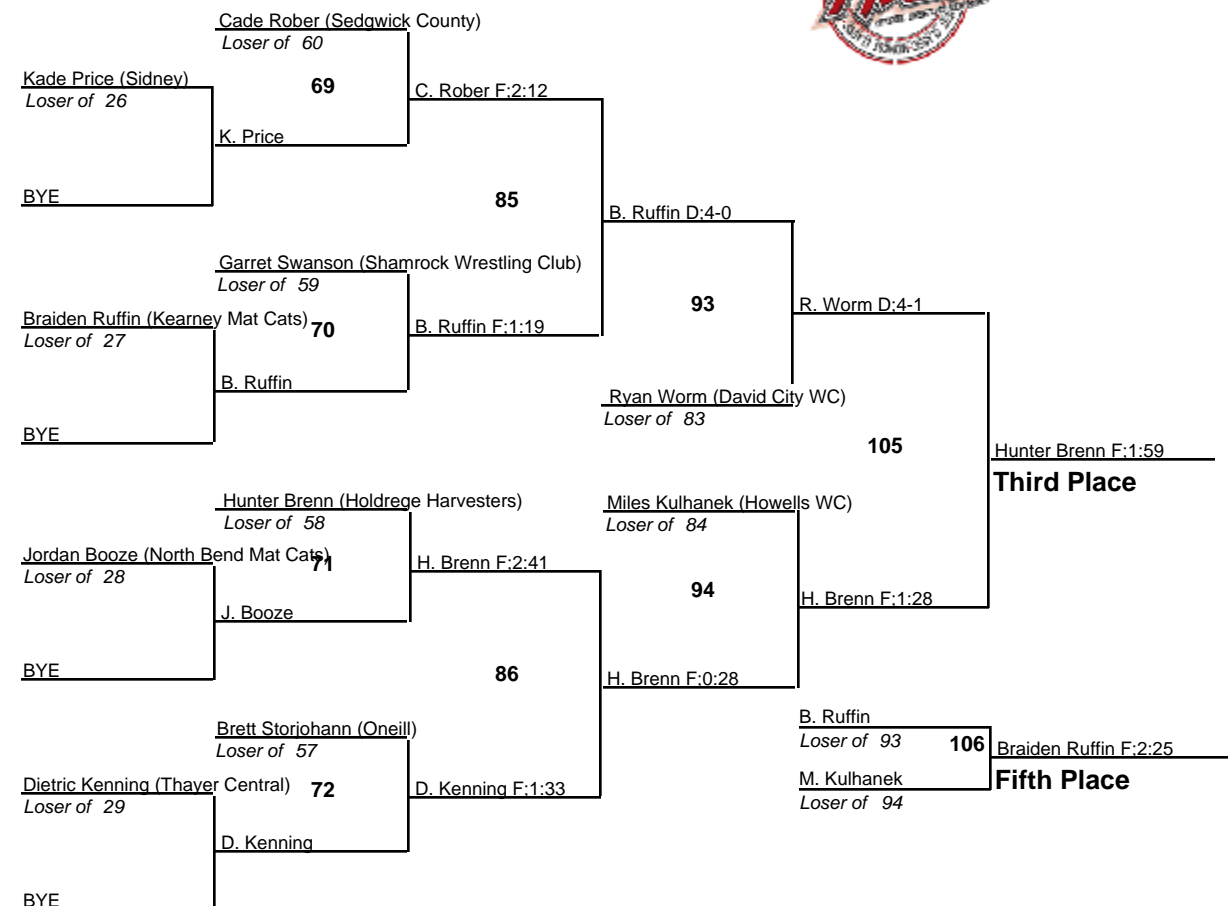 Cade Rober (Sedgwick County)
Loser of 60
Kade Price (Sidney)
Loser of 26
69
C. Rober F;2:12
K. Price
BYE
85
B. Ruffin D;4-0
Garret Swanson (Shamrock Wrestling Club)
Loser of 59
93
R. Worm D;4-1
Braiden Ruffin (Kearney Mat Cats)
Loser of 27
70
B. Ruffin F;1:19
B. Ruffin
Ryan Worm (David City WC)
Loser of 83
BYE
105
Hunter Brenn F;1:59
Third Place
Hunter Brenn (Holdrege Harvesters)
Loser of 58
Miles Kulhanek (Howells WC)
Loser of 84
Jordan Booze (North Bend Mat Cats)
Loser of 28
71
H. Brenn F;2:41
94
H. Brenn F;1:28
J. Booze
BYE
86
H. Brenn F;0:28
Brett Storjohann (Oneill)
Loser of 57
B. Ruffin
Loser of 93
106
Braiden Ruffin F;2:25
Fifth Place
M. Kulhanek
Loser of 94
Dietric Kenning (Thayer Central)
Loser of 29
72
D. Kenning F;1:33
D. Kenning
BYE